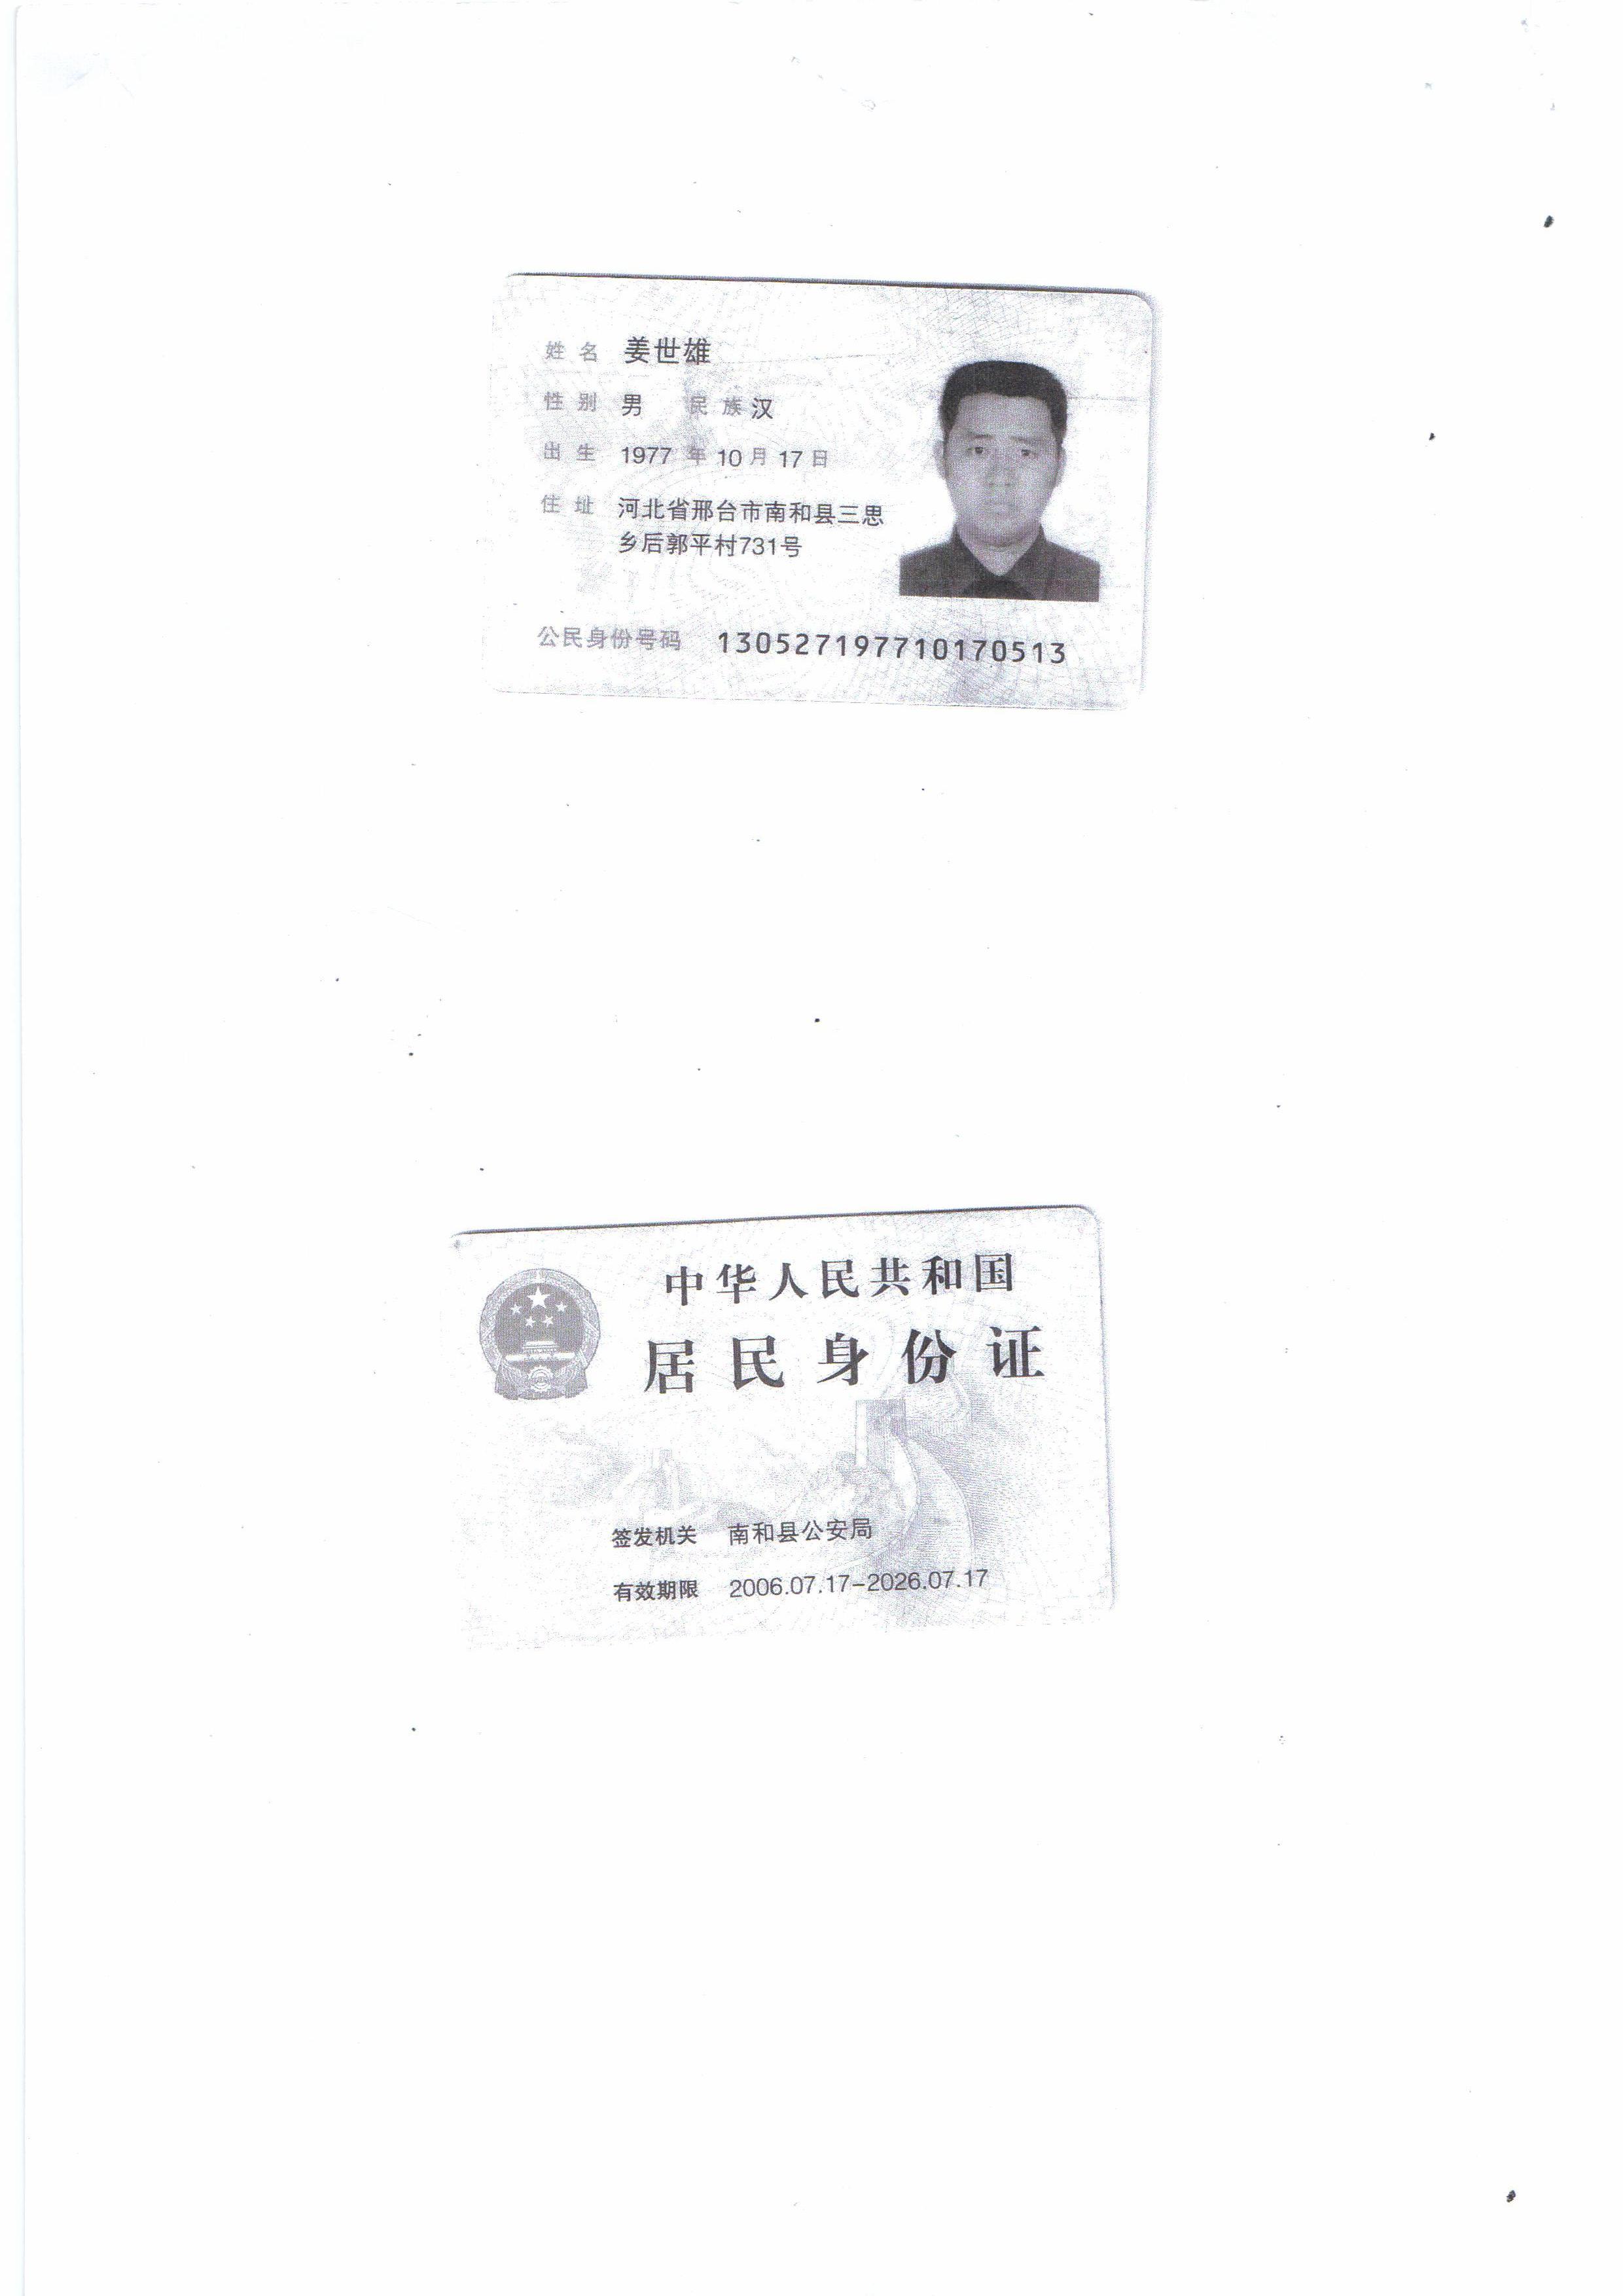 姓名 姜世雄
性别 男 民族 汉
出生 1977 年 10 月 17 日
住址 河北省邢台市南和县三思
乡后郭平村731号
公民身份号码 130527197710170513
中华人民共和国
居民身份证
签发机关 南和县公安局
有效期限 2006.07.17-2026.07.17